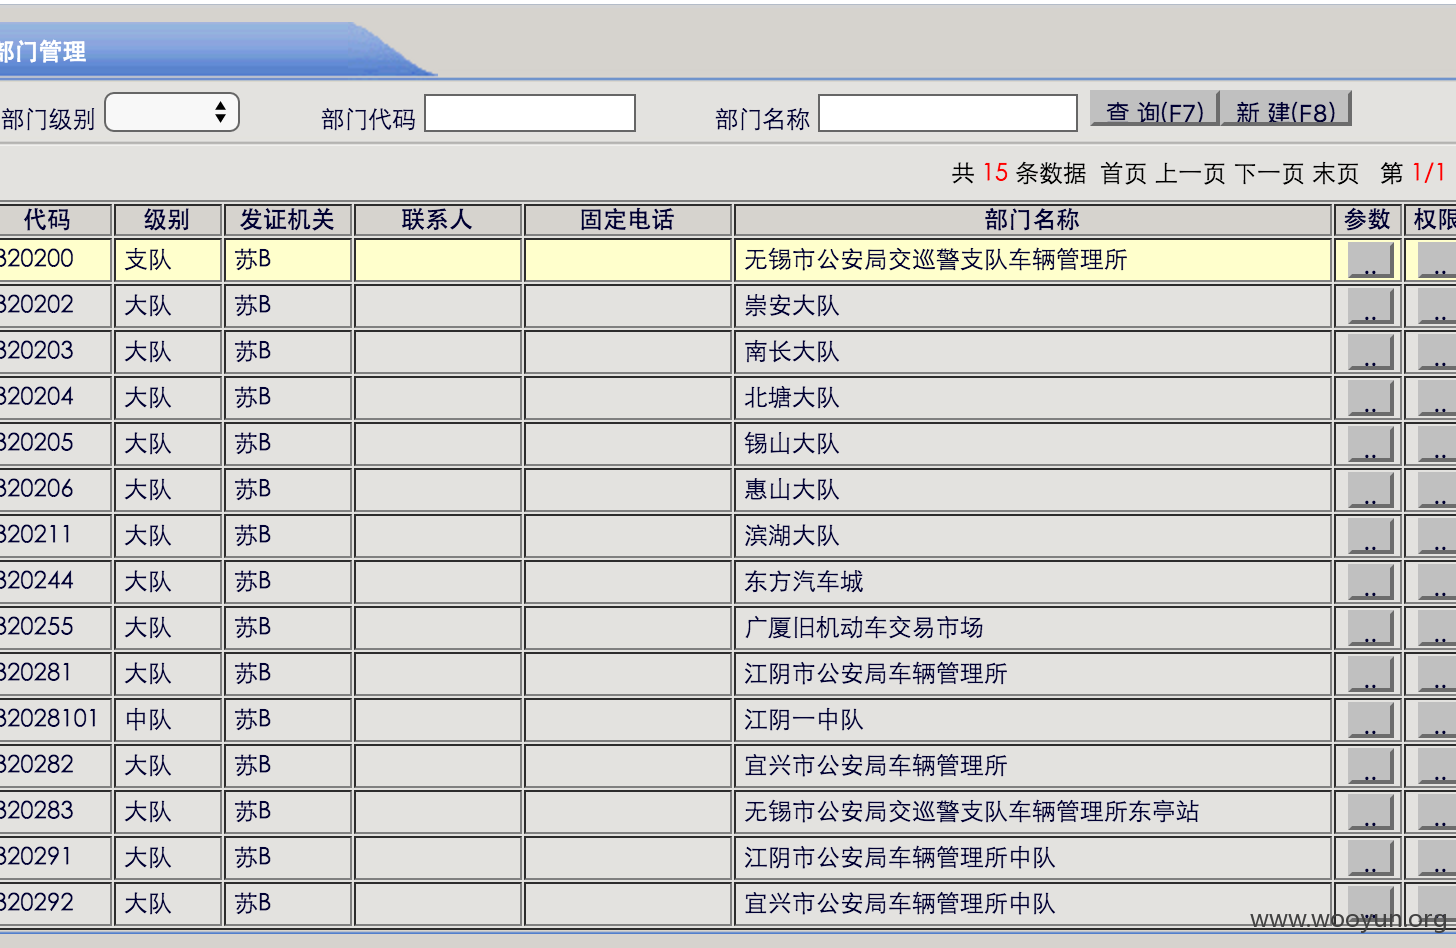 部门管理
部门级别 部门代码 部门名称 查 询(F7) 新 建(F8)
共 15 条数据 首页 上一页 下一页 末页 第 1/1
代码 级别 发证机关 联系人 固定电话 部门名称 参数 权限
320200 支队 苏B 无锡市公安局交巡警支队车辆管理所 .. ..
320202 大队 苏B 崇安大队 .. ..
320203 大队 苏B 南长大队 .. ..
320204 大队 苏B 北塘大队 .. ..
320205 大队 苏B 锡山大队 .. ..
320206 大队 苏B 惠山大队 .. ..
320211 大队 苏B 滨湖大队 .. ..
320244 大队 苏B 东方汽车城 .. ..
320255 大队 苏B 广厦旧机动车交易市场 .. ..
320281 大队 苏B 江阴市公安局车辆管理所 .. ..
32028101 中队 苏B 江阴一中队 .. ..
320282 大队 苏B 宜兴市公安局车辆管理所 .. ..
320283 大队 苏B 无锡市公安局交巡警支队车辆管理所东亭站 .. ..
320291 大队 苏B 江阴市公安局车辆管理所中队 .. ..
320292 大队 苏B 宜兴市公安局车辆管理所中队 .. ..
www.wooyun.org